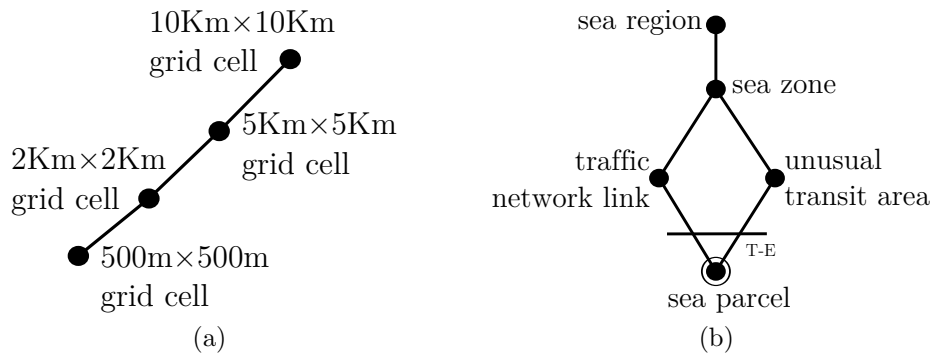 10Km×10Km
grid cell
5Km×5Km
grid cell
2Km×2Km
grid cell
500m×500m
grid cell
(a)
sea region
sea zone
traffic
network link
unusual
transit area
T-E
sea parcel
(b)